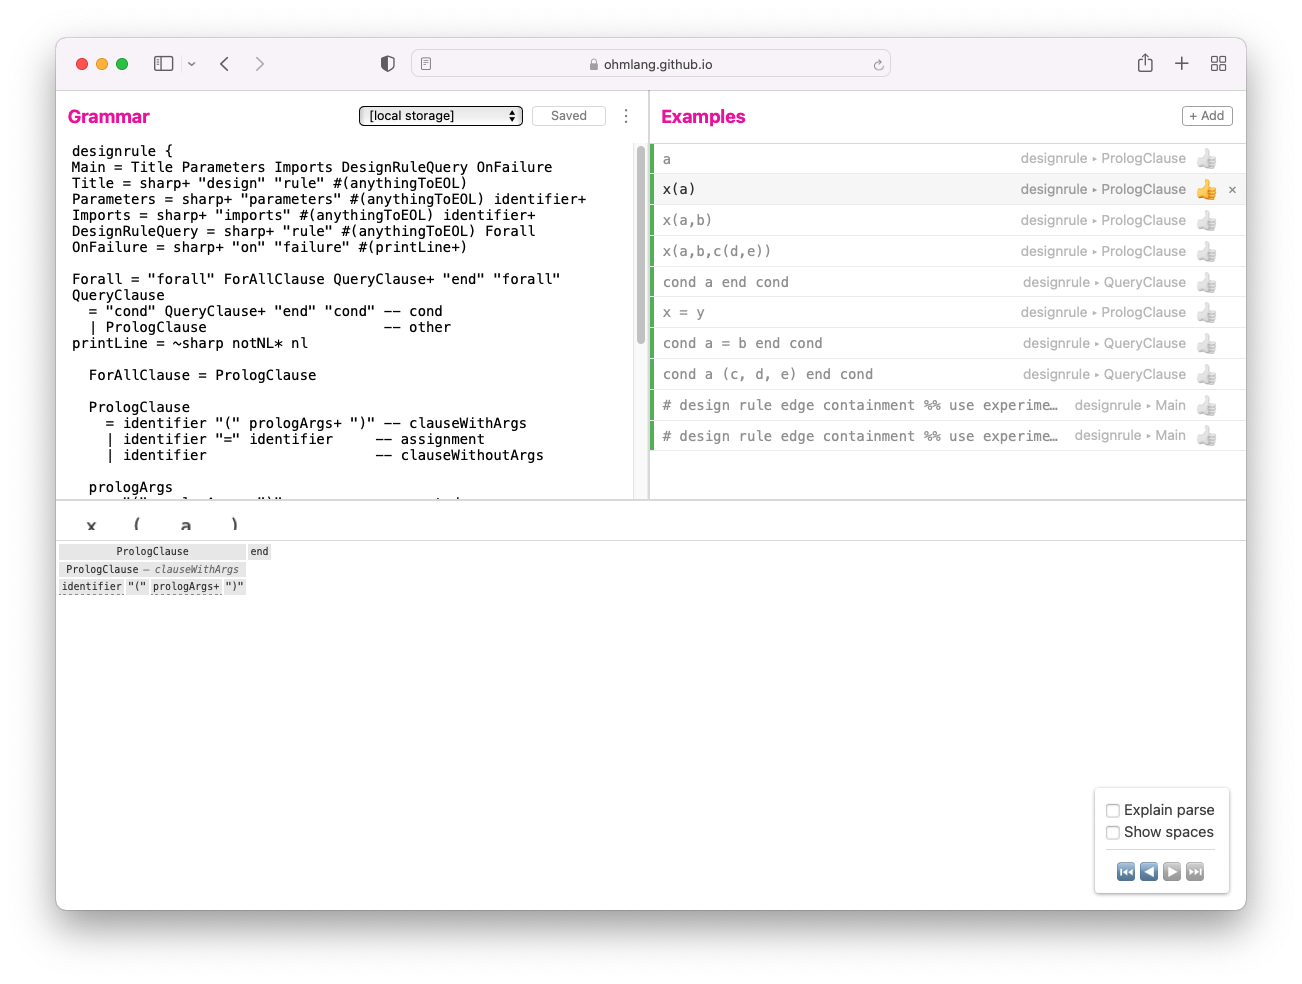 ohmlang.github.io
Grammar
[local storage]
Saved
designrule {
Main = Title Parameters Imports DesignRuleQuery OnFailure
Title = sharp+ "design" "rule" #(anythingToEOL)
Parameters = sharp+ "parameters" #(anythingToEOL) identifier+
Imports = sharp+ "imports" #(anythingToEOL) identifier+
DesignRuleQuery = sharp+ "rule" #(anythingToEOL) Forall
OnFailure = sharp+ "on" "failure" #(printLine+)
Forall = "forall" ForAllClause QueryClause+ "end" "forall"
QueryClause
= "cond" QueryClause+ "end" "cond" -- cond
| PrologClause -- other
printLine = ~sharp notNL* nl
ForAllClause = PrologClause
PrologClause
= identifier "(" prologArgs+ ")" -- clauseWithArgs
| identifier "=" identifier -- assignment
| identifier -- clauseWithoutArgs
prologArgs
Examples
+ Add
a designrule ▸ PrologClause
x(a) designrule ▸ PrologClause ×
x(a,b) designrule ▸ PrologClause
x(a,b,c(d,e)) designrule ▸ PrologClause
cond a end cond designrule ▸ QueryClause
x = y designrule ▸ PrologClause
cond a = b end cond designrule ▸ QueryClause
cond a (c, d, e) end cond designrule ▸ QueryClause
# design rule edge containment %% use experime… designrule ▸ Main
# design rule edge containment %% use experime… designrule ▸ Main
x ( a )
PrologClause end
PrologClause – clauseWithArgs
identifier "(" prologArgs+ ")"
Explain parse
Show spaces